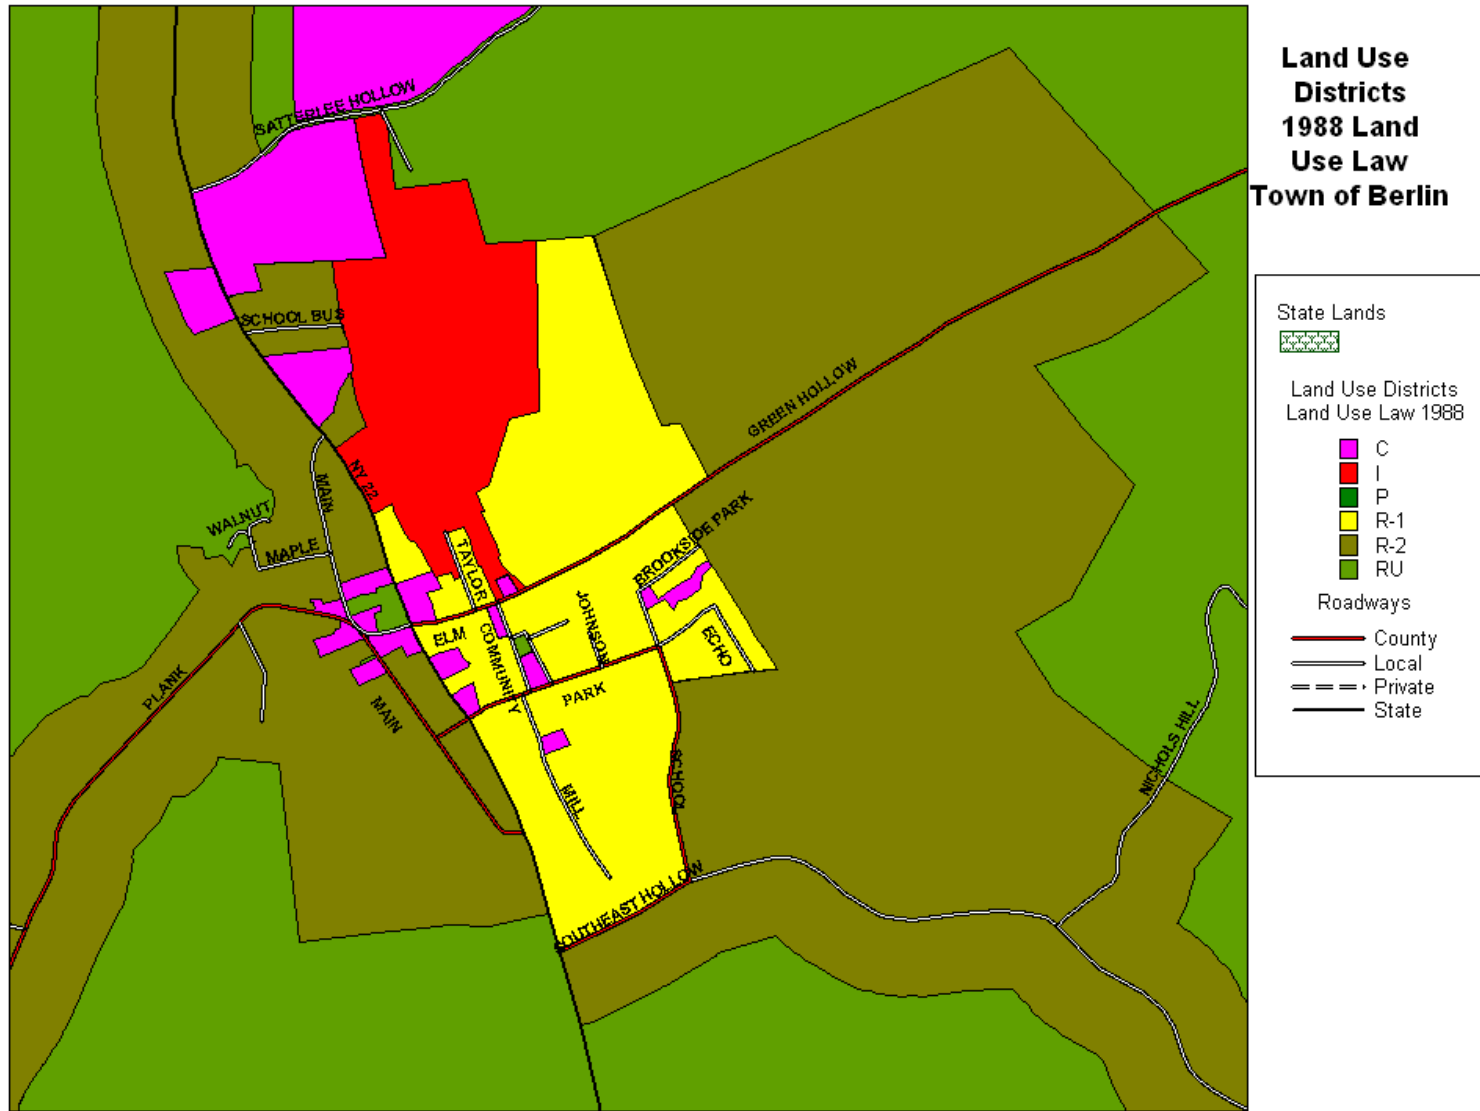 Land Use
Districts
1988 Land
Use Law
Town of Berlin
State Lands
Land Use Districts
Land Use Law 1988
C
I
P
R-1
R-2
RU
Roadways
County
Local
Private
State
SATTERLEE HOLLOW
SCHOOL BUS
GREEN HOLLOW
NY 22
MAIN
WALNUT
MAPLE
BROOKSIDE PARK
TAYLOR
JOHNSON
ELM
COMMUNITY
ECHO
PARK
PLANK
MAIN
SCHOOL
NICHOLS HILL
MILL
SOUTHEAST HOLLOW